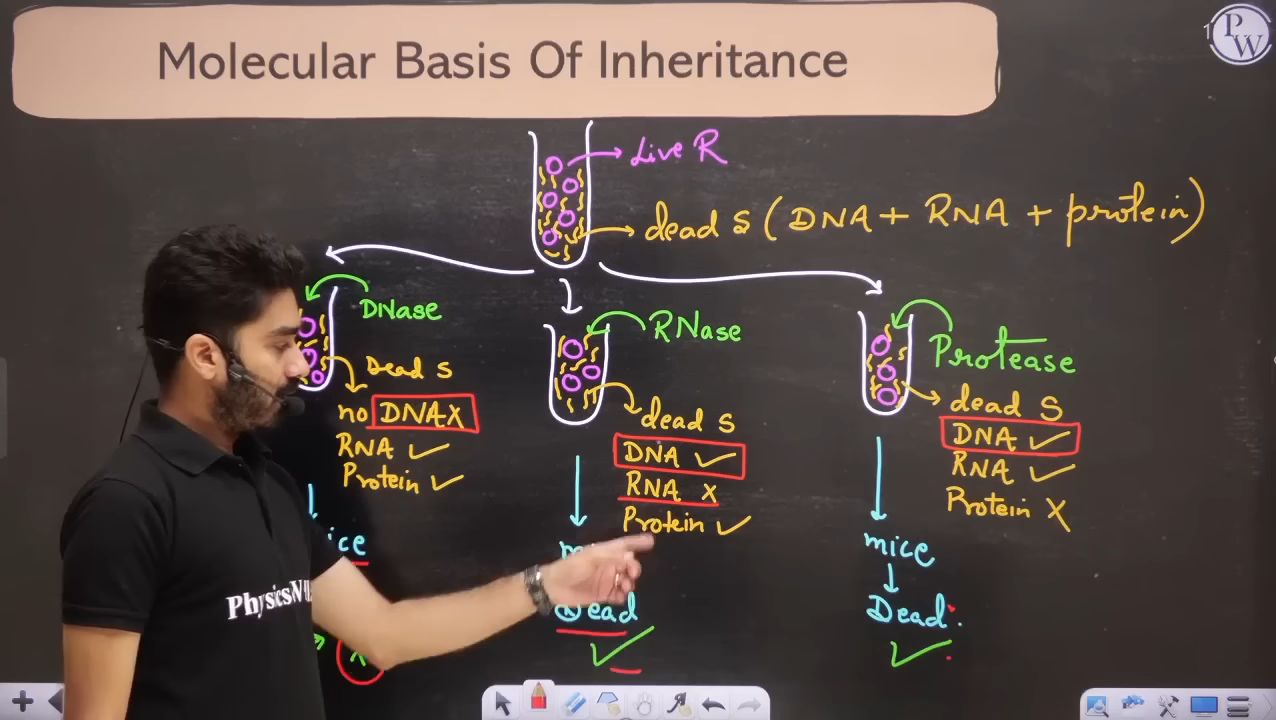 Molecular Basis Of Inheritance
PW
Live R
dead S (DNA + RNA + protein)
DNase
Dead S
no DNA X
RNA ✓
Protein ✓
RNase
dead S
DNA ✓
RNA X
Protein ✓
Dead
✓
Protease
dead S
DNA ✓
RNA ✓
Protein X
mice
Dead.
✓